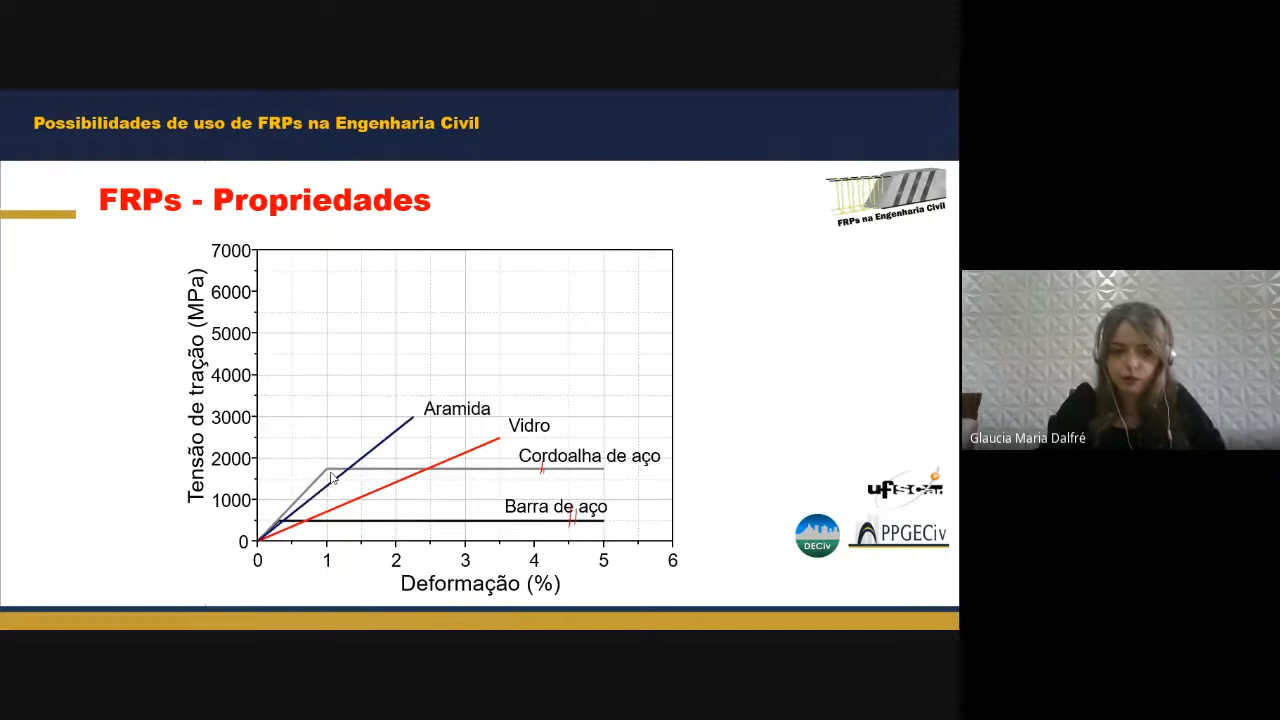 Possibilidades de uso de FRPs na Engenharia Civil
FRPs - Propriedades
FRPs na Engenharia Civil
7000
6000
5000
4000
3000
2000
1000
0
Tensão de tração (MPa)
Aramida
Vidro
Cordoalha de aço
Barra de aço
0 1 2 3 4 5 6
Deformação (%)
Glaucia Maria Dalfré
ufscar
DECiv
PPGECiv